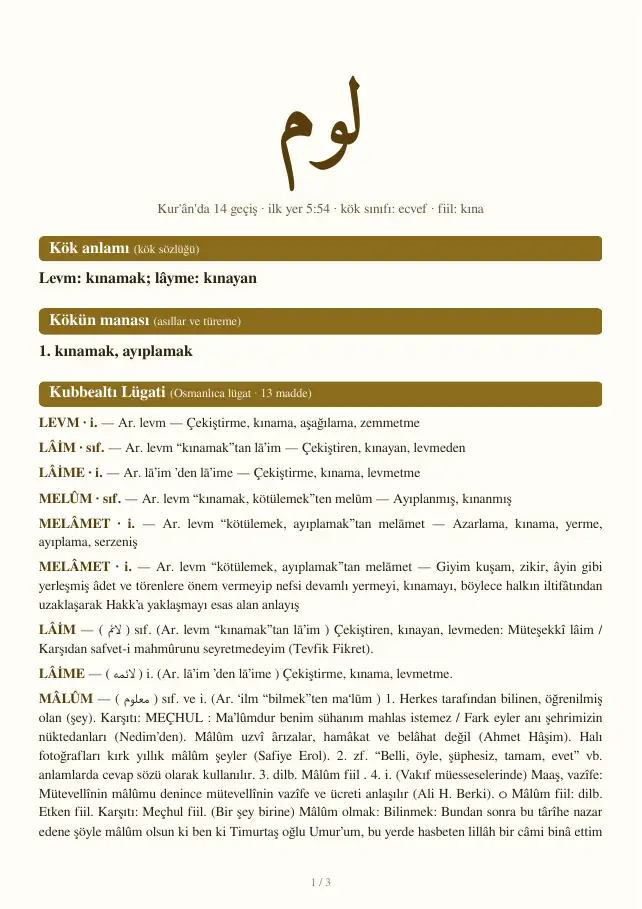 لوم
Kur'ân'da 14 geçiş · ilk yer 5:54 · kök sınıfı: ecvef · fiil: kına
Kök anlamı (kök sözlüğü)
Levm: kınamak; lâyme: kınayan
Kökün manası (asıllar ve türeme)
1. kınamak, ayıplamak
Kubbealtı Lügati (Osmanlıca lügat · 13 madde)
LEVM · i. — Ar. levm — Çekiştirme, kınama, aşağılama, zemmetme
LÂİM · sıf. — Ar. levm “kınamak”tan lā’im — Çekiştiren, kınayan, levmeden
LÂİME · i. — Ar. lā’im ’den lā’ime — Çekiştirme, kınama, levmetme
MELÛM · sıf. — Ar. levm “kınamak, kötülemek”ten melūm — Ayıplanmış, kınanmış
MELÂMET · i. — Ar. levm “kötülemek, ayıplamak”tan melāmet — Azarlama, kınama, yerme,
ayıplama, serzeniş
MELÂMET · i. — Ar. levm “kötülemek, ayıplamak”tan melāmet — Giyim kuşam, zikir, âyin gibi
yerleşmiş âdet ve törenlere önem vermeyip nefsi devamlı yermeyi, kınamayı, böylece halkın iltifâtından
uzaklaşarak Hakk’a yaklaşmayı esas alan anlayış
LÂİM — ( لائم ) sıf. (Ar. levm “kınamak”tan lā’im ) Çekiştiren, kınayan, levmeden: Müteşekkî lâim /
Karşıdan safvet-i mahmûrunu seyretmedeyim (Tevfik Fikret).
LÂİME — ( لائمه ) i. (Ar. lā’im ’den lā’ime ) Çekiştirme, kınama, levmetme.
MÂLÛM — ( معلوم ) sıf. ve i. (Ar. ‘ilm “bilmek”ten ma‘lūm ) 1. Herkes tarafından bilinen, öğrenilmiş
olan (şey). Karşıtı: MEÇHUL : Ma’lûmdur benim sühanım mahlas istemez / Fark eyler anı şehrimizin
nüktedanları (Nedim’den). Mâlûm uzvî ârızalar, hamâkat ve belâhat değil (Ahmet Hâşim). Halı
fotoğrafları kırk yıllık mâlûm şeyler (Safiye Erol). 2. zf. “Belli, öyle, şüphesiz, tamam, evet” vb.
anlamlarda cevap sözü olarak kullanılır. 3. dilb. Mâlûm fiil . 4. i. (Vakıf müesseselerinde) Maaş, vazîfe:
Mütevellînin mâlûmu denince mütevellînin vazîfe ve ücreti anlaşılır (Ali H. Berki). ѻ Mâlûm fiil: dilb.
Etken fiil. Karşıtı: Meçhul fiil. (Bir şey birine) Mâlûm olmak: Bilinmek: Bundan sonra bu târîhe nazar
edene şöyle mâlûm olsun ki ben ki Timurtaş oğlu Umur’um, bu yerde hasbeten lillâh bir câmi binâ ettim
1 / 3